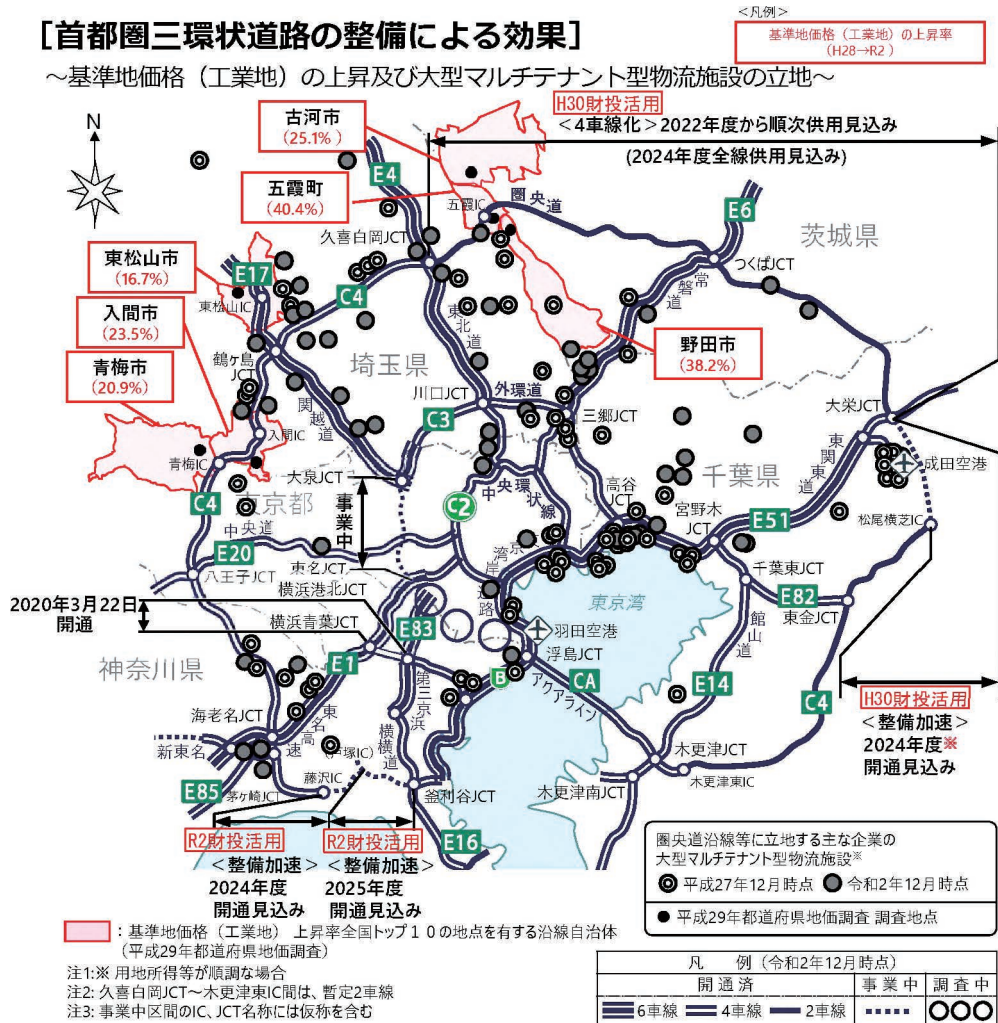 [首都圏三環状道路の整備による効果]
～基準地価格（工業地）の上昇及び大型マルチテナント型物流施設の立地～
＜凡例＞
基準地価格（工業地）の上昇率
（H28→R2 ）
H30財投活用
＜4車線化＞2022年度から順次供用見込み
(2024年度全線供用見込み)
N
古河市
（25.1%）
五霞町
（40.4%）
東松山市
（16.7%）
入間市
（23.5%）
青梅市
（20.9%）
野田市
（38.2%）
E4
五霞IC
圏央道
E6
茨城県
久喜白岡JCT
つくばJCT
常磐道
E17
東松山IC
C4
東北道
鶴ヶ島
JCT
埼玉県
川口JCT
外環道
C3
三郷JCT
大栄JCT
関越道
入間IC
青梅IC
大泉JCT
東関東道
成田空港
千葉県
高谷
JCT
宮野木
JCT
松尾横芝IC
C4
東京都
中央道
事業中
C2
中央環状線
E51
E20
八王子JCT
東名JCT
横浜港北JCT
東京湾岸道路
千葉東JCT
E82
東金JCT
2020年3月22日
開通
横浜青葉JCT
E83
東京湾
羽田空港
浮島JCT
館山道
神奈川県
E1
第三京浜
B
アクアライン
CA
E14
C4
H30財投活用
＜整備加速＞
2024年度※
開通見込み
海老名JCT
東名高速
新東名
(戸塚IC)
横横道
木更津JCT
木更津東IC
木更津南JCT
E85
茅ヶ崎JCT
藤沢IC
釜利谷JCT
E16
R2財投活用
＜整備加速＞
2024年度
開通見込み
R2財投活用
＜整備加速＞
2025年度
開通見込み
圏央道沿線等に立地する主な企業の
大型マルチテナント型物流施設※
平成27年12月時点 令和2年12月時点
平成29年都道府県地価調査 調査地点
：基準地価格（工業地） 上昇率全国トップ１０の地点を有する沿線自治体
（平成29年都道府県地価調査）
注1:※ 用地所得等が順調な場合
注2: 久喜白岡JCT～木更津東IC間は、暫定2車線
注3: 事業中区間のIC、JCT名称には仮称を含む
凡 例（令和2年12月時点）
開通済 事業中 調査中
6車線 4車線 2車線